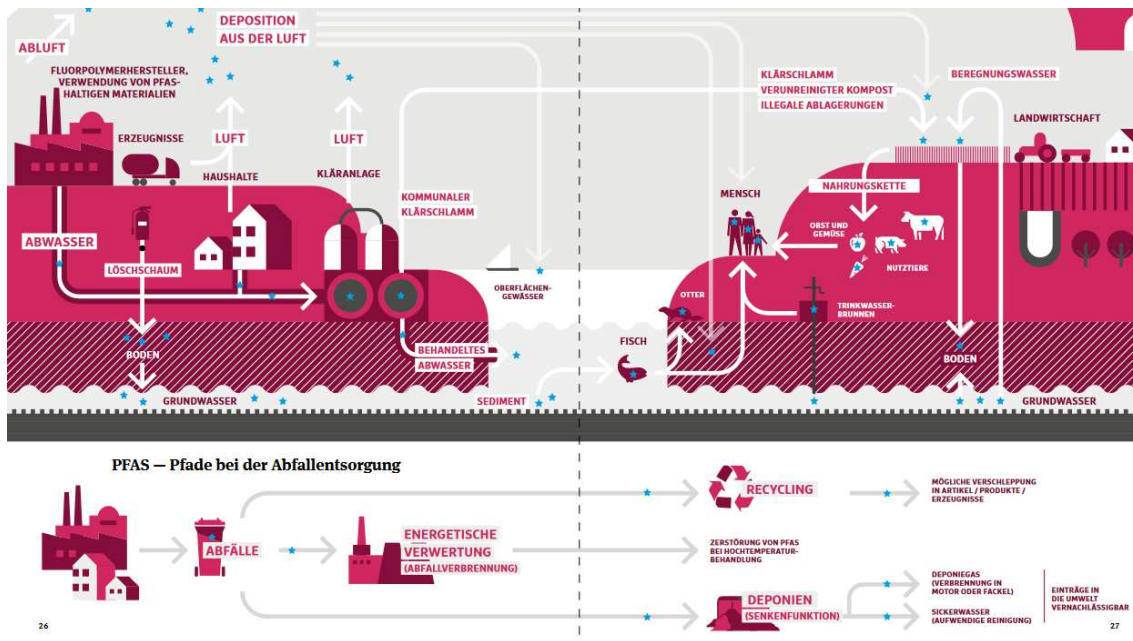 DEPOSITION
AUS DER LUFT
ABLUFT
FLUORPOLYMERHERSTELLER,
VERWENDUNG VON PFAS-
HALTIGEN MATERIALIEN
KLÄRSCHLAMM
VERUNREINIGTER KOMPOST
ILLEGALE ABLAGERUNGEN
BEREGNUNGSWASSER
LANDWIRTSCHAFT
ERZEUGNISSE
LUFT
LUFT
HAUSHALTE
KLÄRANLAGE
KOMMUNALER
KLÄRSCHLAMM
MENSCH
NAHRUNGSKETTE
OBST UND
GEMÜSE
NUTZTIERE
ABWASSER
LÖSCHSCHAUM
OBERFLÄCHEN-
GEWÄSSER
OTTER
TRINKWASSER-
BRUNNEN
FISCH
BODEN
BEHANDELTES
ABWASSER
BODEN
GRUNDWASSER
SEDIMENT
GRUNDWASSER
PFAS — Pfade bei der Abfallentsorgung
ABFÄLLE
ENERGETISCHE
VERWERTUNG
(ABFALLVERBRENNUNG)
RECYCLING
MÖGLICHE VERSCHLEPPUNG
IN ARTIKEL / PRODUKTE /
ERZEUGNISSE
ZERSTÖRUNG VON PFAS
BEI HOCHTEMPERATUR-
BEHANDLUNG
DEPONIEN
(SENKENFUNKTION)
DEPONIEGAS
(VERBRENNUNG IN
MOTOR ODER FACKEL)
SICKERWASSER
(AUFWENDIGE REINIGUNG)
EINTRÄGE IN
DIE UMWELT
VERNACHLÄSSIGBAR
26
27